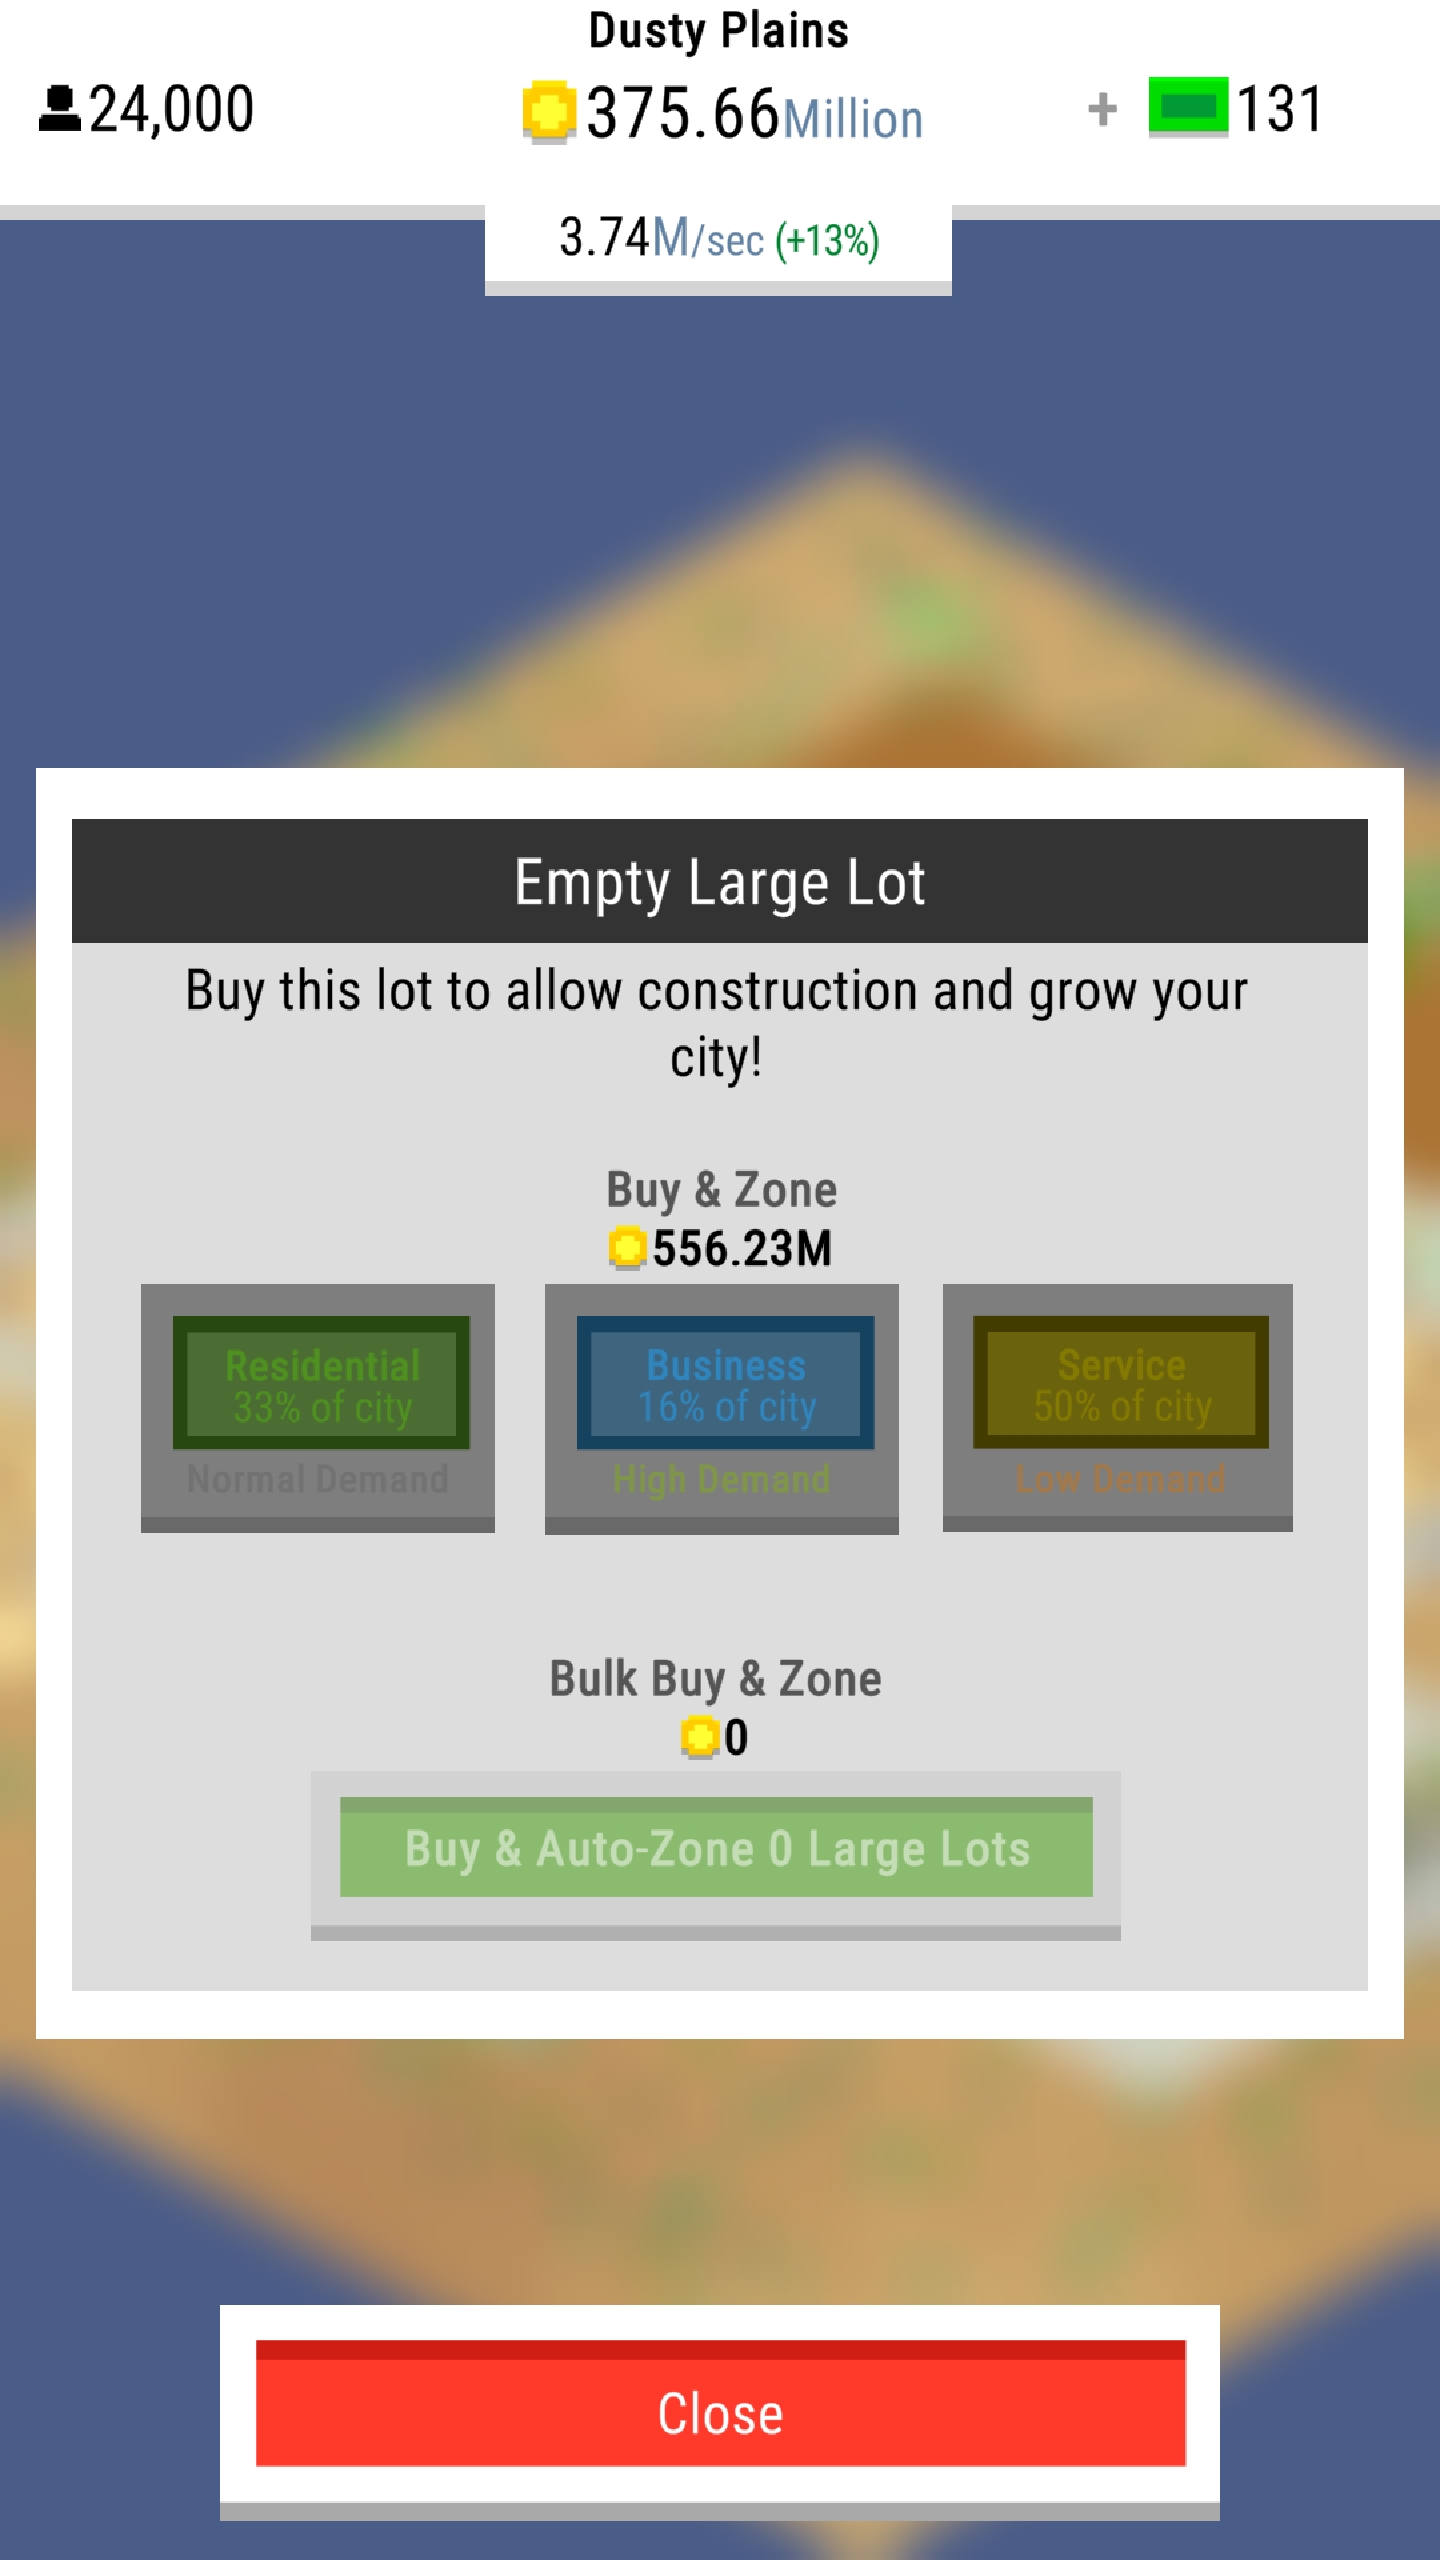 Dusty Plains
24,000
375.66Million
+ 131
3.74M/sec (+13%)
Empty Large Lot
Buy this lot to allow construction and grow your
city!
Buy & Zone
556.23M
Residential
33% of city
Normal Demand
Business
16% of city
High Demand
Service
50% of city
Low Demand
Bulk Buy & Zone
0
Buy & Auto-Zone 0 Large Lots
Close